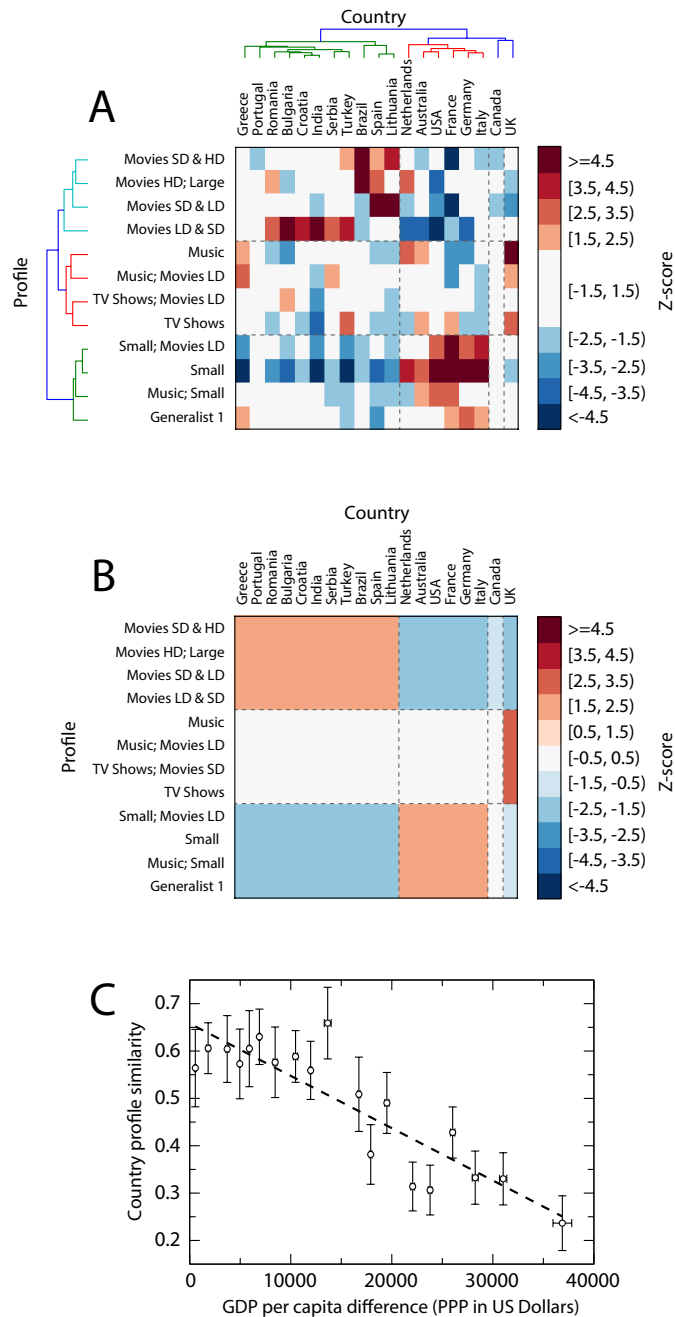 Country
A
Greece
Portugal
Romania
Bulgaria
Croatia
India
Serbia
Turkey
Brazil
Spain
Lithuania
Netherlands
Australia
USA
France
Germany
Italy
Canada
UK
Profile
Movies SD & HD
Movies HD; Large
Movies SD & LD
Movies LD & SD
Music
Music; Movies LD
TV Shows; Movies LD
TV Shows
Small; Movies LD
Small
Music; Small
Generalist 1
>=4.5
[3.5, 4.5)
[2.5, 3.5)
[1.5, 2.5)
[-1.5, 1.5)
[-2.5, -1.5)
[-3.5, -2.5)
[-4.5, -3.5)
<-4.5
Z-score
Country
B
Greece
Portugal
Romania
Bulgaria
Croatia
India
Serbia
Turkey
Brazil
Spain
Lithuania
Netherlands
Australia
USA
France
Germany
Italy
Canada
UK
Profile
Movies SD & HD
Movies HD; Large
Movies SD & LD
Movies LD & SD
Music
Music; Movies LD
TV Shows; Movies SD
TV Shows
Small; Movies LD
Small
Music; Small
Generalist 1
>=4.5
[3.5, 4.5)
[2.5, 3.5)
[1.5, 2.5)
[0.5, 1.5)
[-0.5, 0.5)
[-1.5, -0.5)
[-2.5, -1.5)
[-3.5, -2.5)
[-4.5, -3.5)
<-4.5
Z-score
C
Country profile similarity
0.7
0.6
0.5
0.4
0.3
0.2
0 10000 20000 30000 40000
GDP per capita difference (PPP in US Dollars)